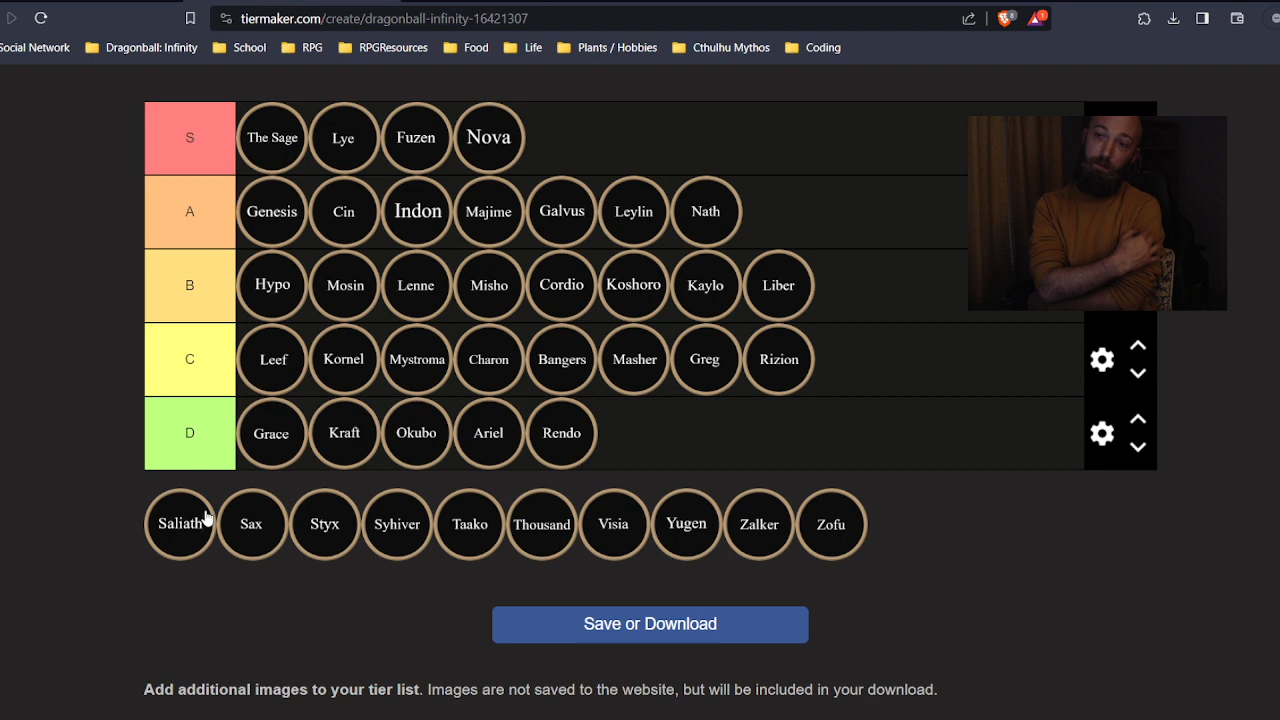 tiermaker.com/create/dragonball-infinity-16421307
8
1
Social Network Dragonball: Infinity School RPG RPGResources Food Life Plants / Hobbies Cthulhu Mythos Coding
S The Sage Lye Fuzen Nova
A Genesis Cin Indon Majime Galvus Leylin Nath
B Hypo Mosin Lenne Misho Cordio Koshoro Kaylo Liber
C Leef Kornel Mystroma Charon Bangers Masher Greg Rizion
D Grace Kraft Okubo Ariel Rendo
Saliath Sax Styx Syhiver Taako Thousand Visia Yugen Zalker Zofu
Save or Download
Add additional images to your tier list. Images are not saved to the website, but will be included in your download.